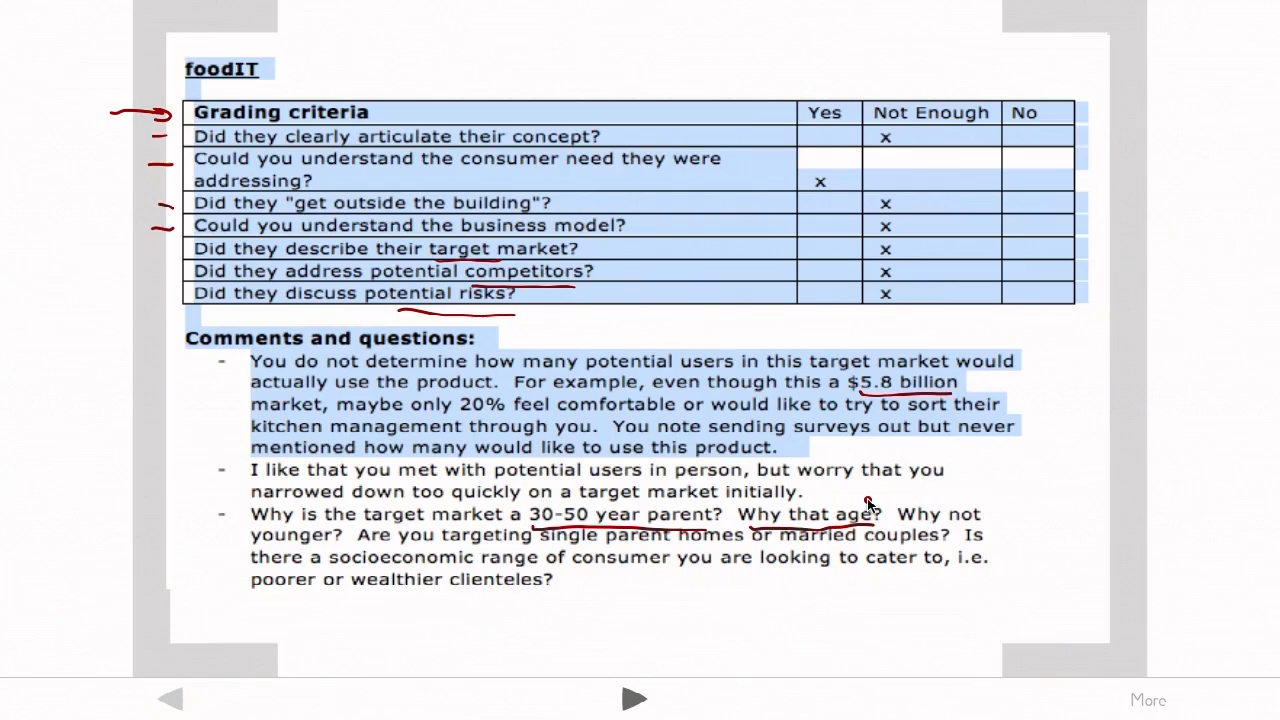 foodIT
Grading criteria Yes Not Enough No
Did they clearly articulate their concept? x
Could you understand the consumer need they were
addressing? x
Did they "get outside the building"? x
Could you understand the business model? x
Did they describe their target market? x
Did they address potential competitors? x
Did they discuss potential risks? x
Comments and questions:
- You do not determine how many potential users in this target market would
actually use the product. For example, even though this a $5.8 billion
market, maybe only 20% feel comfortable or would like to try to sort their
kitchen management through you. You note sending surveys out but never
mentioned how many would like to use this product.
- I like that you met with potential users in person, but worry that you
narrowed down too quickly on a target market initially.
- Why is the target market a 30-50 year parent? Why that age? Why not
younger? Are you targeting single parent homes or married couples? Is
there a socioeconomic range of consumer you are looking to cater to, i.e.
poorer or wealthier clienteles?
More